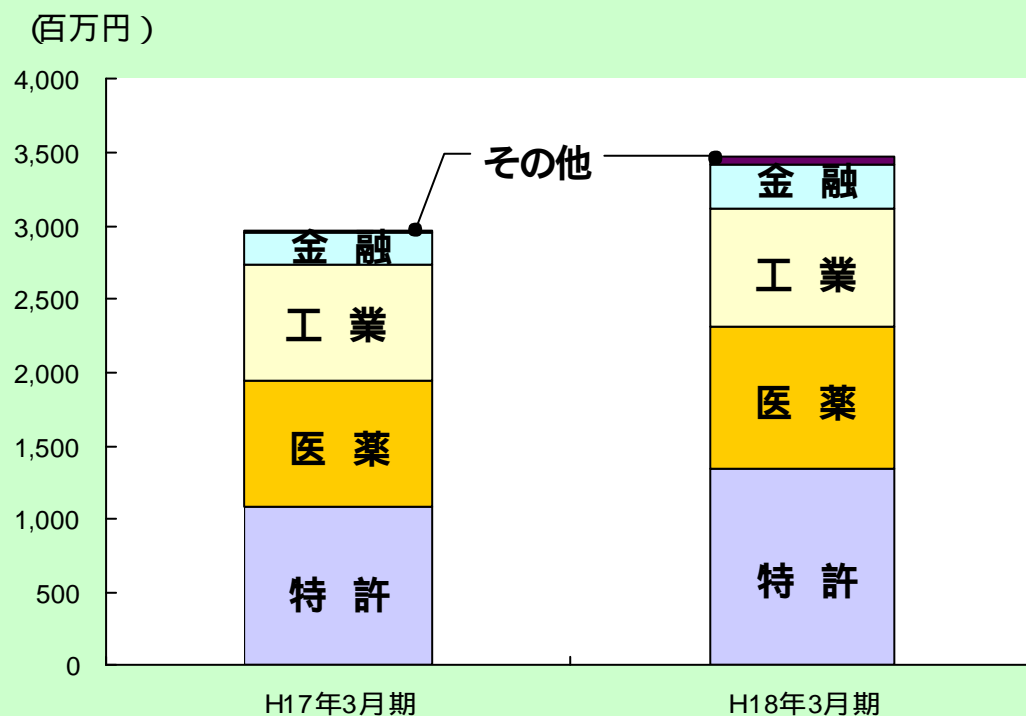 (百万円)
4,000
3,500
3,000
2,500
2,000
1,500
1,000
500
0
その他
金融
工業
医薬
特許
金融
工業
医薬
特許
H17年3月期
H18年3月期